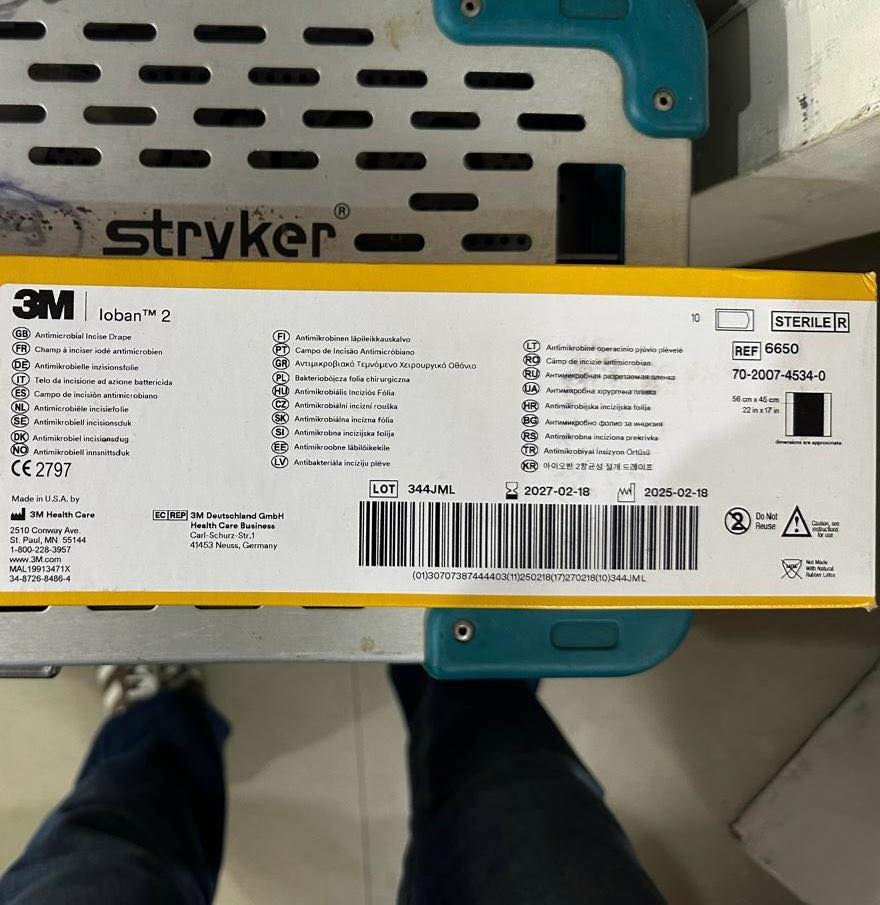 stryker®
3M Ioban™ 2
GB Antimicrobial Incise Drape
FR Champ à inciser iodé antimicrobien
DE Antimikrobielle inzisionsfolie
IT Telo da incisione ad azione battericida
ES Campo de incisión antimicrobiano
NL Antimicrobiële incisiefolie
SE Antimikrobiell incisionsduk
DK Antimikrobiel incisionsdug
NO Antimikrobiell innsnittsduk
CE 2797
FI Antimikrobinen läpileikkauskalvo
PT Campo de Incisão Antimicróbiano
GR Αντιμικροβιακό Τεμνόμενο Χειρουργικό Οθόνιο
PL Bakteriobójcza folia chirurgiczna
HU Antimikrobiális Incíziós Fólia
CZ Antimikrobiální incizní rouška
SK Antimikrobiálna incízna fólia
SI Antimikrobna incizijska folija
EE Antimikroobne läbilõikekile
LV Antibakteriāla incīziju plēve
LT Antimikrobinė operacinio pjūvio plėvelė
RO Câmp de incizie antimicrobian
RU Антимикробная разрезаемая пленка
UA Антимікробна хірургічна плівка
HR Antimikrobijska incizijska folija
BG Антимикробно фолио за инцизия
RS Antimikrobna inciziona prekrivka
TR Antimikrobiyal İnsizyon Örtüsü
KR 아이오반 2항균성 절개 드레이프
10
STERILE R
REF 6650
70-2007-4534-0
56 cm x 45 cm
22 in x 17 in
dimensions are approximate
LOT 344JML
2027-02-18
2025-02-18
(01)30707387444403(11)250218(17)270218(10)344JML
Made in U.S.A. by
3M Health Care
2510 Conway Ave.
St. Paul, MN 55144
1-800-228-3957
www.3M.com
MAL19913471X
34-8726-8486-4
EC REP 3M Deutschland GmbH
Health Care Business
Carl-Schurz-Str.1
41453 Neuss, Germany
2 Do Not
Reuse
Caution, see
instructions
for use
LATEX
Not Made
With Natural
Rubber Latex